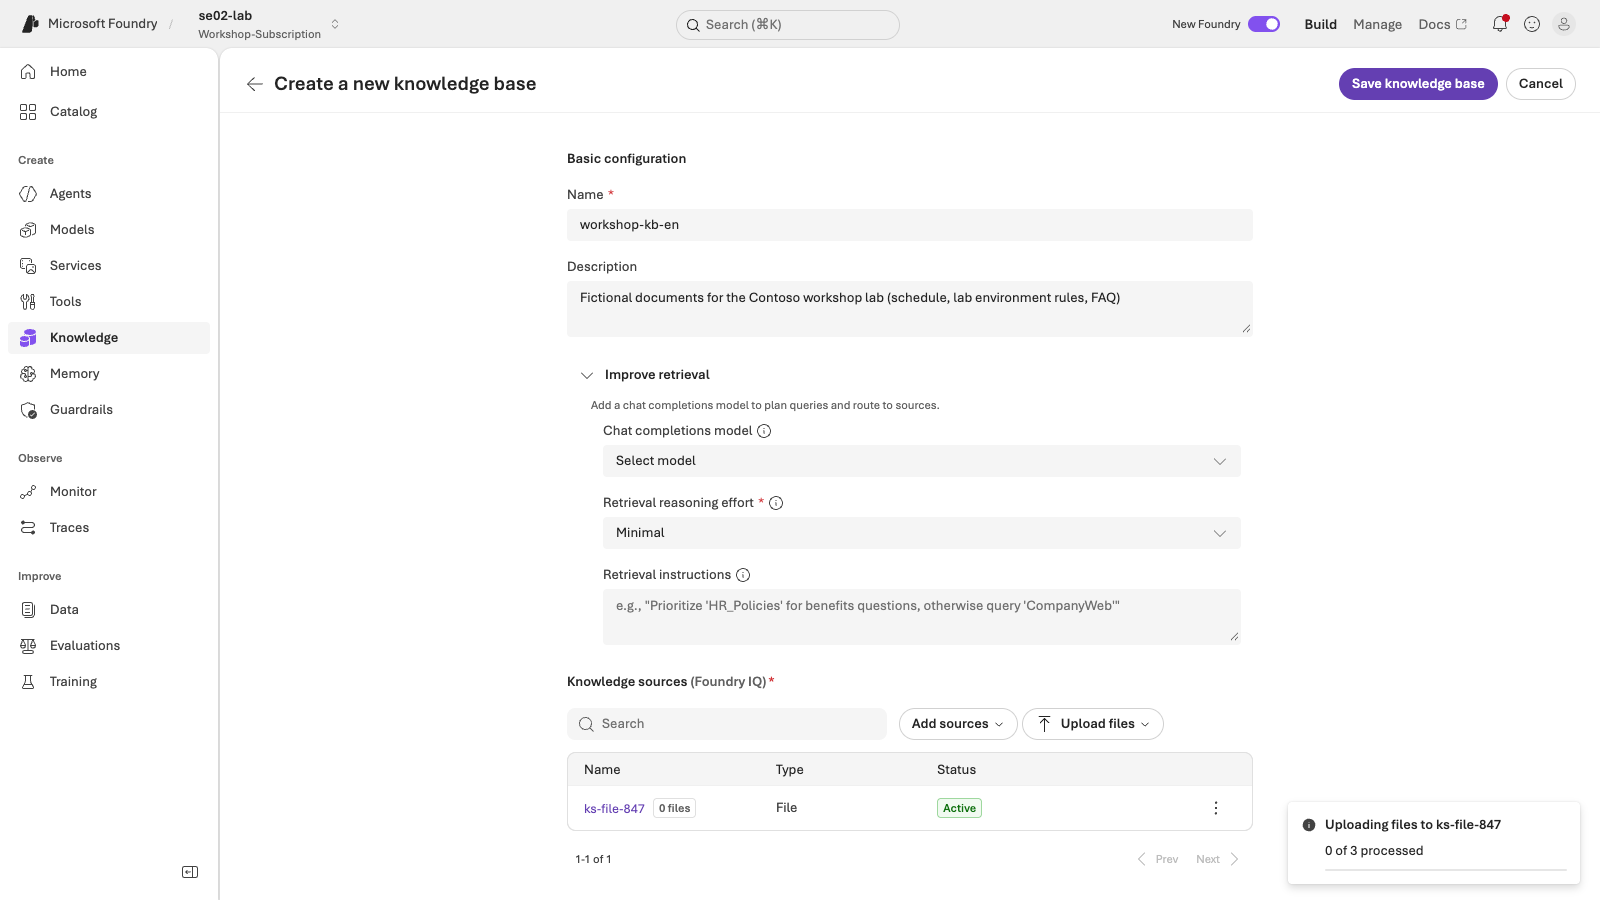 Microsoft Foundry
/
se02-lab
Workshop-Subscription
Search (⌘K)
New Foundry
Build
Manage
Docs
Home
Catalog
Create
Agents
Models
Services
Tools
Knowledge
Memory
Guardrails
Observe
Monitor
Traces
Improve
Data
Evaluations
Training
Create a new knowledge base
Save knowledge base
Cancel
Basic configuration
Name *
workshop-kb-en
Description
Fictional documents for the Contoso workshop lab (schedule, lab environment rules, FAQ)
Improve retrieval
Add a chat completions model to plan queries and route to sources.
Chat completions model
Select model
Retrieval reasoning effort *
Minimal
Retrieval instructions
e.g., "Prioritize 'HR_Policies' for benefits questions, otherwise query 'CompanyWeb'"
Knowledge sources (Foundry IQ)*
Search
Add sources
Upload files
Name Type Status
ks-file-847 0 files File Active
1-1 of 1
Prev Next
Uploading files to ks-file-847
0 of 3 processed